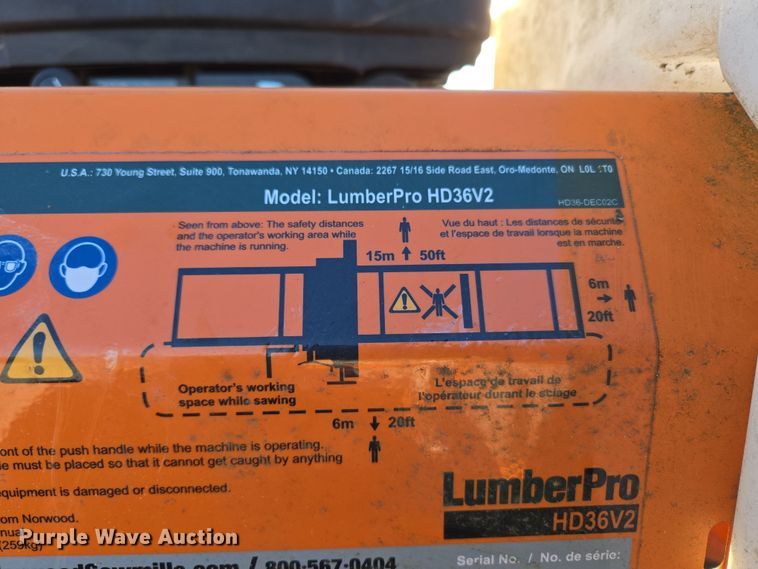 U.S.A.: 730 Young Street, Suite 900, Tonawanda, NY 14150 • Canada: 2267 15/16 Side Road East, Oro-Medonte, ON L0L 1T0
Model: LumberPro HD36V2
HD36-DEC02C
Seen from above: The safety distances
and the operator's working area while
the machine is running.
Vue du haut : Les distances de sécurité
et l'espace de travail lorsque la machine
est en marche.
15m 50ft
6m
20ft
Operator's working
space while sawing
L'espace de travail de
l'opérateur durant le sciage
6m 20ft
ont of the push handle while the machine is operating.
e must be placed so that it cannot get caught by anything
equipment is damaged or disconnected.
rom Norwood.
(259kg)
LumberPro
HD36V2
Purple Wave Auction
.com / 800-567-0404
Serial No. / No. de série: